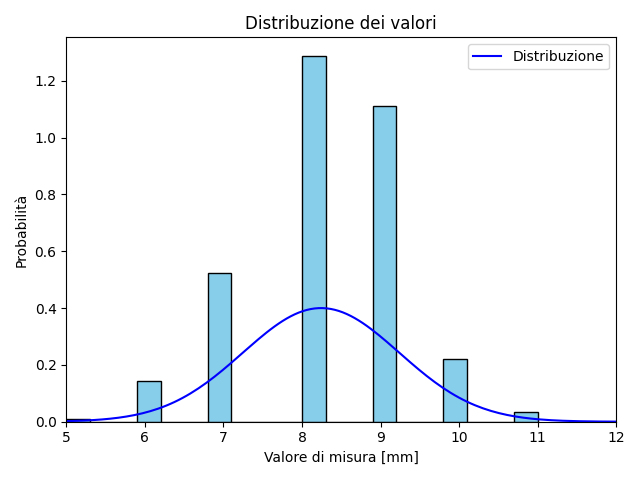 Distribuzione dei valori
Distribuzione
Probabilità
1.2
1.0
0.8
0.6
0.4
0.2
0.0
5 6 7 8 9 10 11 12
Valore di misura [mm]